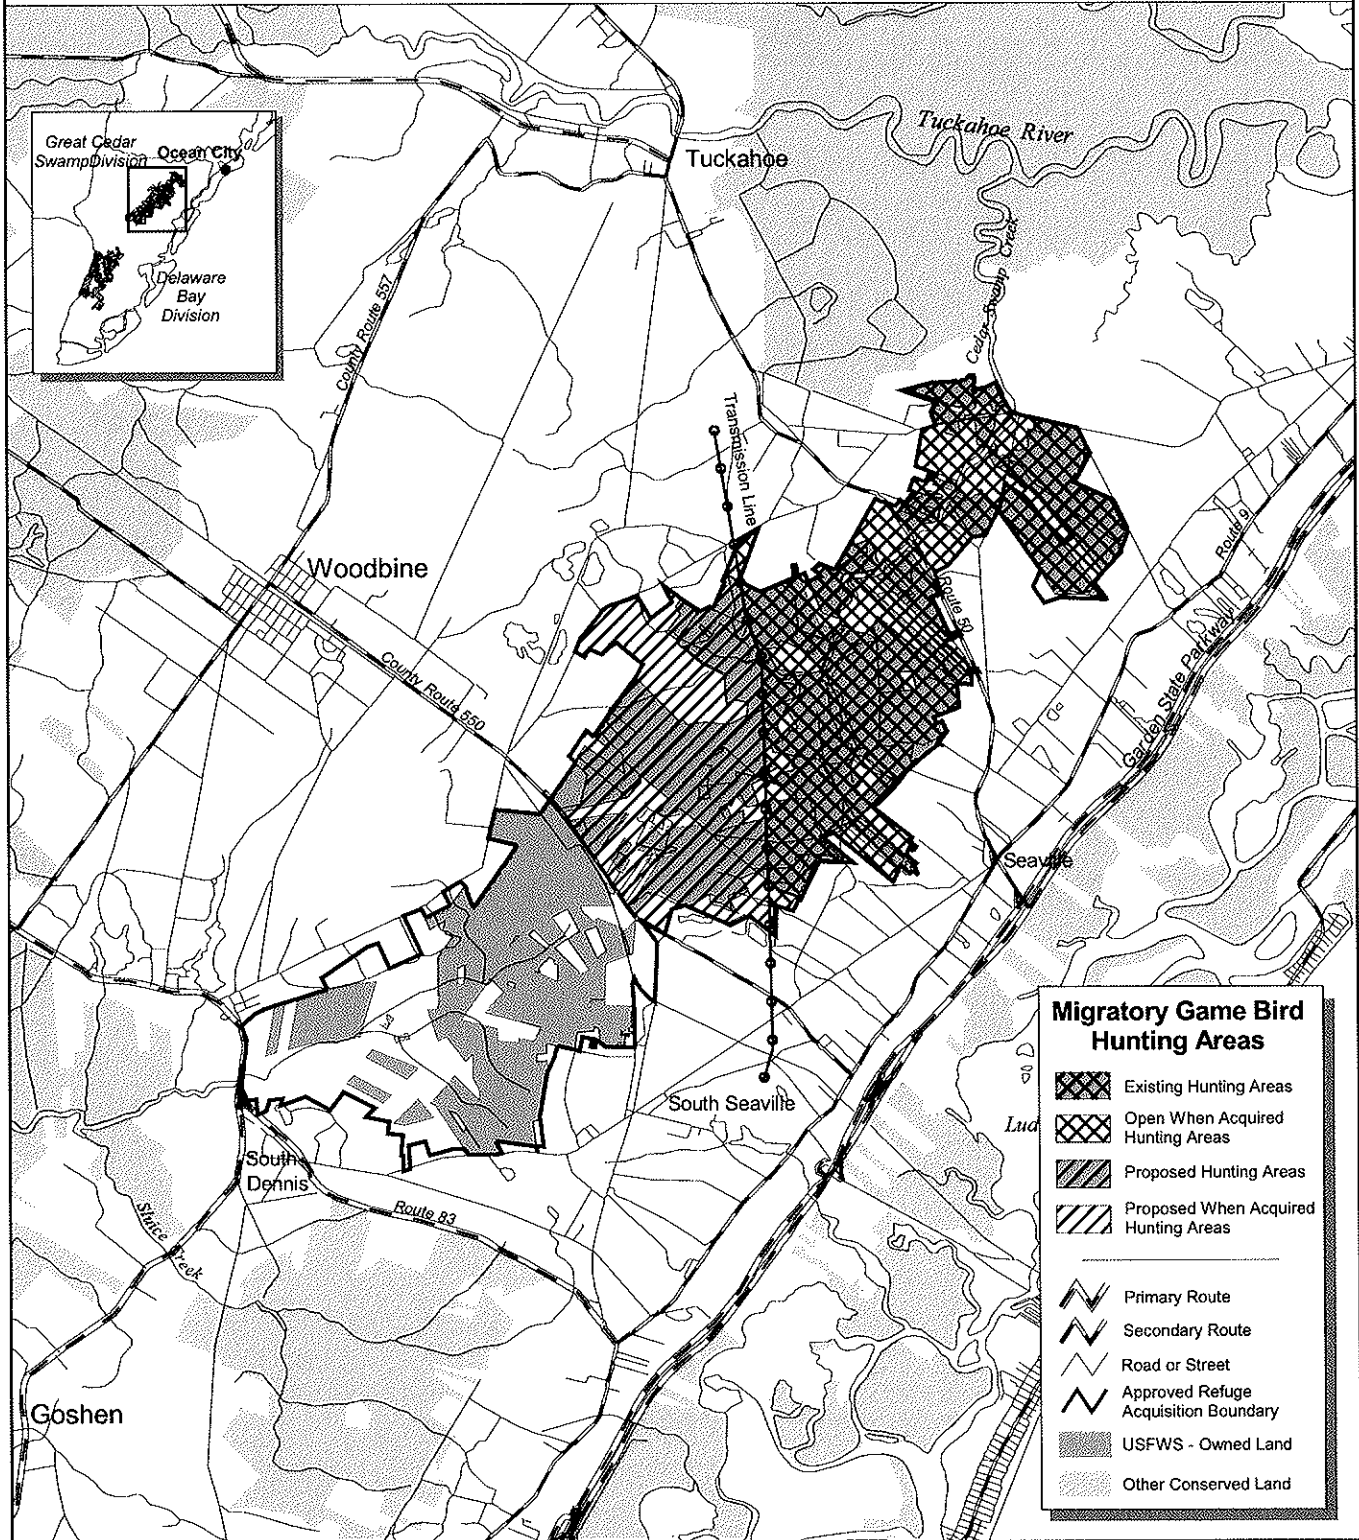 Great Cedar
SwampDivision
Ocean City
Delaware
Bay
Division
Tuckahoe River
Tuckahoe
Cedar Swamp Creek
County Route 557
Transmission Line
Woodbine
Route 9
Route 50
County Route 550
Garden State Parkway
Seaville
South Seaville
Lud
South
Dennis
Route 83
Sluice Creek
Goshen
Migratory Game Bird
Hunting Areas
Existing Hunting Areas
Open When Acquired
Hunting Areas
Proposed Hunting Areas
Proposed When Acquired
Hunting Areas
Primary Route
Secondary Route
Road or Street
Approved Refuge
Acquisition Boundary
USFWS - Owned Land
Other Conserved Land